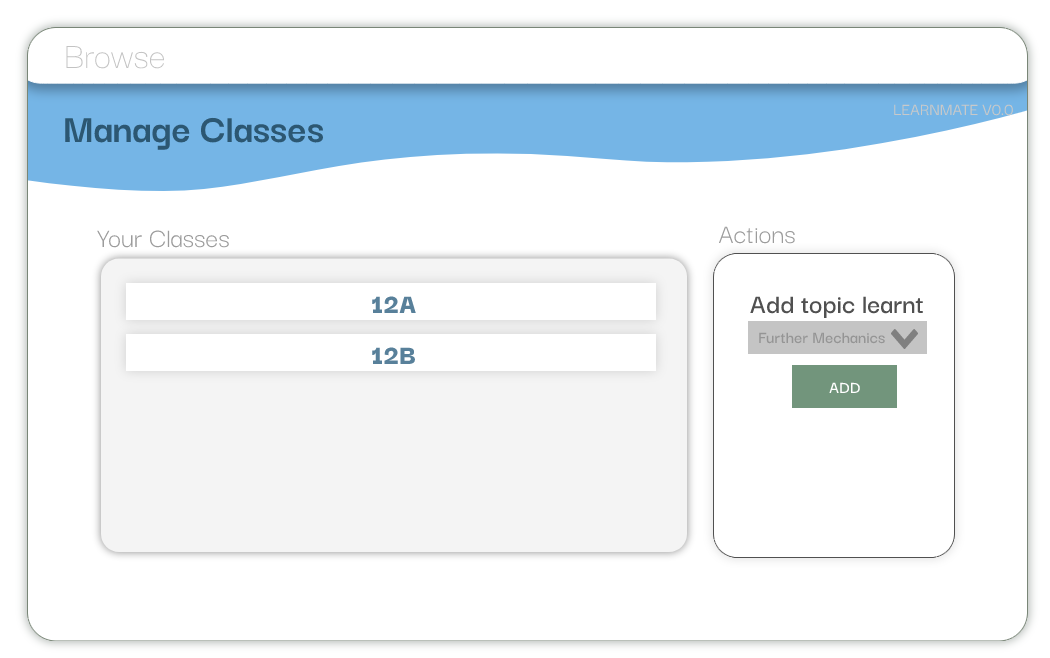 Browse
Manage Classes
LEARNMATE V0.0
Your Classes
12A
12B
Actions
Add topic learnt
Further Mechanics
ADD